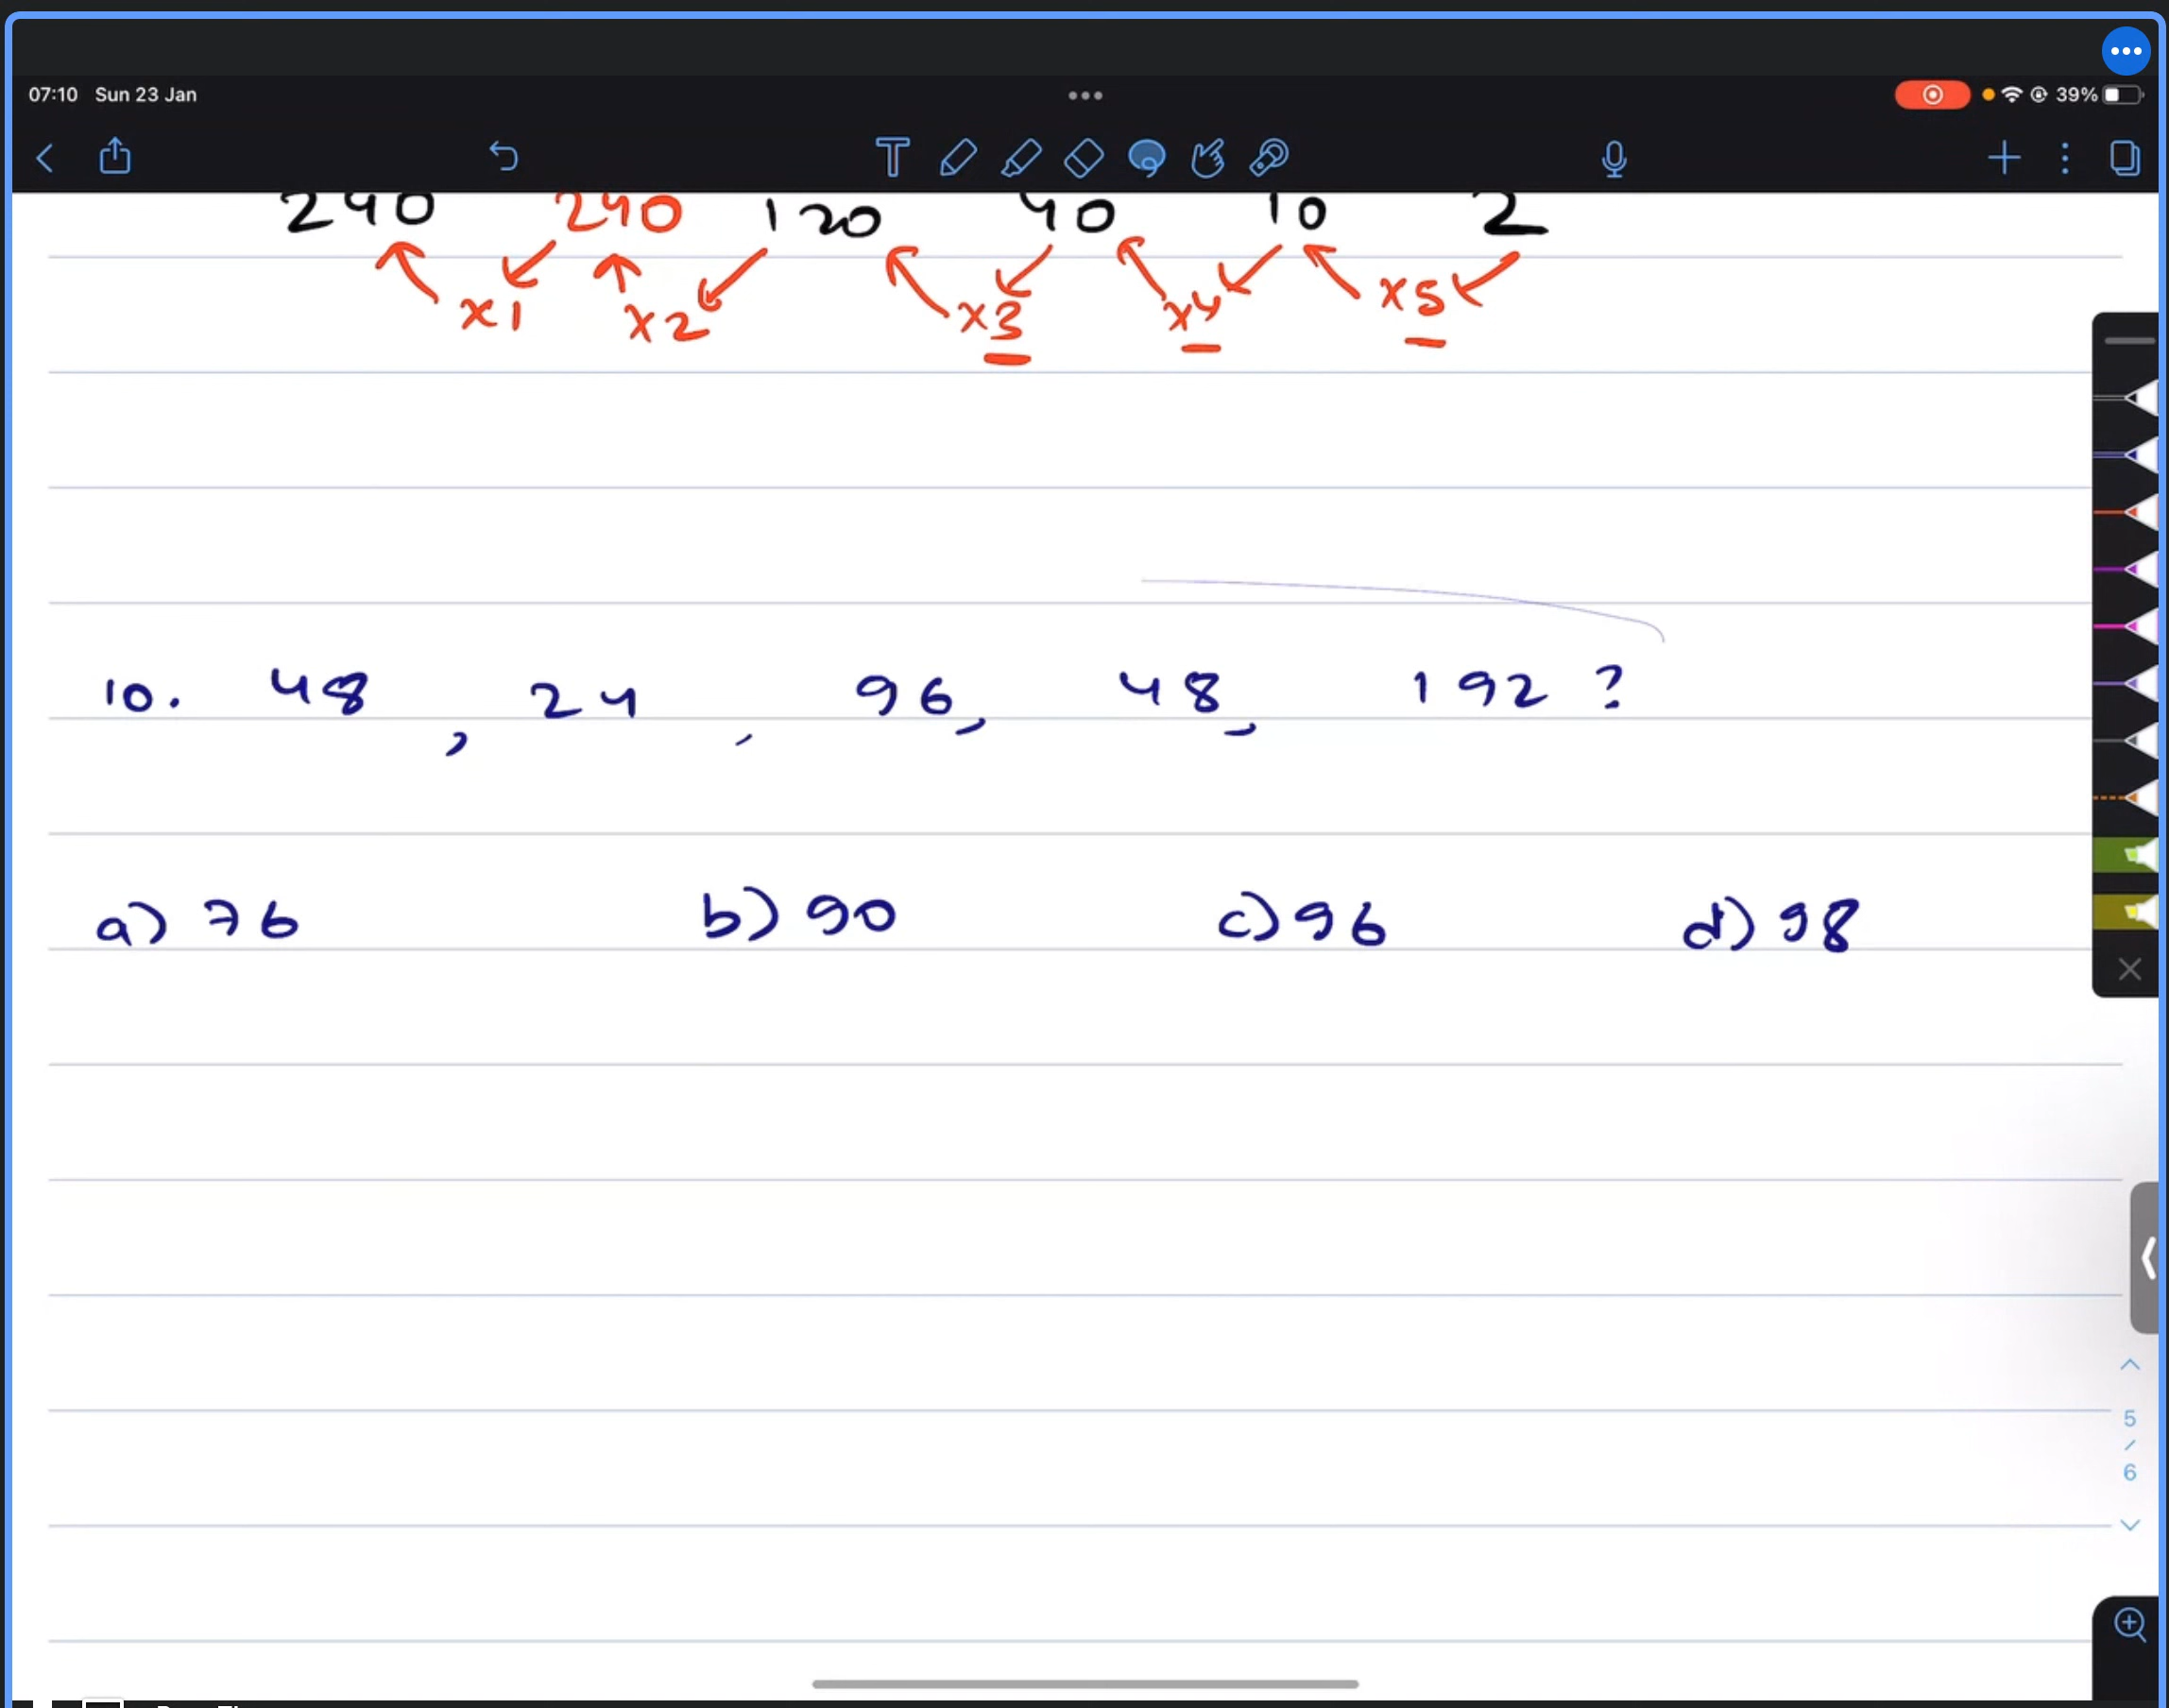 07:10 Sun 23 Jan
39%
240 240 120 40 10 2
x1 x2 x3 x4 x5
10. 48, 24, 96, 48, 192 ?
a) 76 b) 90 c) 96 d) 98
5
/
6